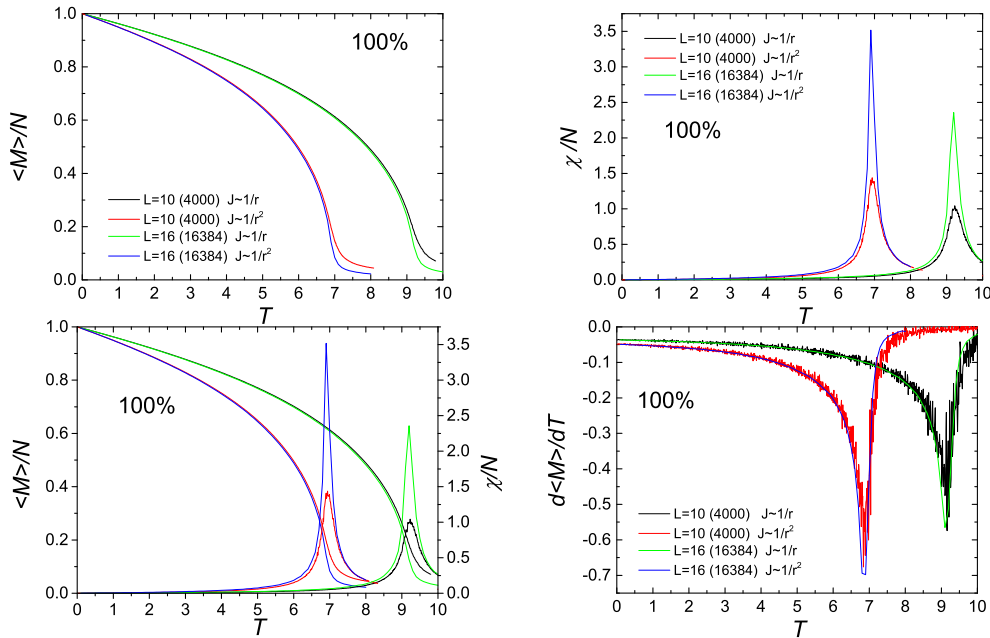 1.0
0.8
0.6
0.4
0.2
0.0
<M>/N
100%
L=10 (4000) J~1/r
L=10 (4000) J~1/r²
L=16 (16384) J~1/r
L=16 (16384) J~1/r²
0 1 2 3 4 5 6 7 8 9 10
T
3.5
3.0
2.5
2.0
1.5
1.0
0.5
0.0
χ/N
L=10 (4000) J~1/r
L=10 (4000) J~1/r²
L=16 (16384) J~1/r
L=16 (16384) J~1/r²
100%
0 1 2 3 4 5 6 7 8 9 10
T
1.0
0.8
0.6
0.4
0.2
0.0
<M>/N
100%
3.5
3.0
2.5
2.0
1.5
1.0
0.5
0.0
χ/N
0 1 2 3 4 5 6 7 8 9 10
T
0.0
-0.1
-0.2
-0.3
-0.4
-0.5
-0.6
-0.7
d<M>/dT
100%
L=10 (4000) J~1/r
L=10 (4000) J~1/r²
L=16 (16384) J~1/r
L=16 (16384) J~1/r²
0 1 2 3 4 5 6 7 8 9 10
T